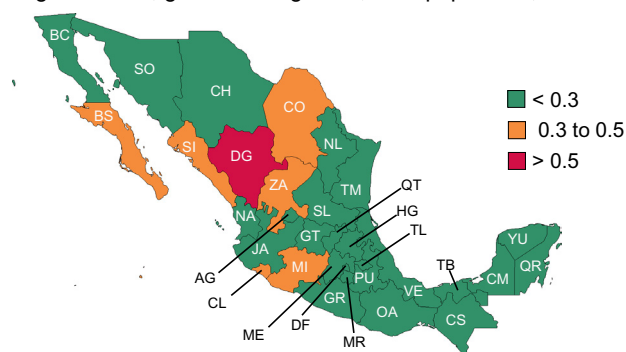 BC
SO
CH
CO
BS
SI
DG
NL
ZA
TM
NA
SL
QT
HG
TL
JA
GT
AG
MI
CL
ME
DF
GR
MR
PU
VE
OA
TB
CM
YU
QR
CS
< 0.3
0.3 to 0.5
> 0.5